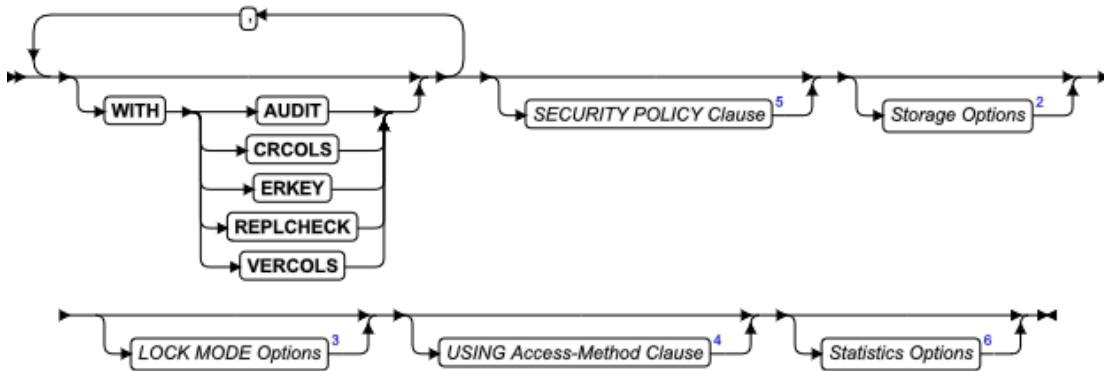 ,
WITH AUDIT SECURITY POLICY Clause 5 Storage Options 2
CRCOLS
ERKEY
REPLCHECK
VERCOLS
LOCK MODE Options 3 USING Access-Method Clause 4 Statistics Options 6